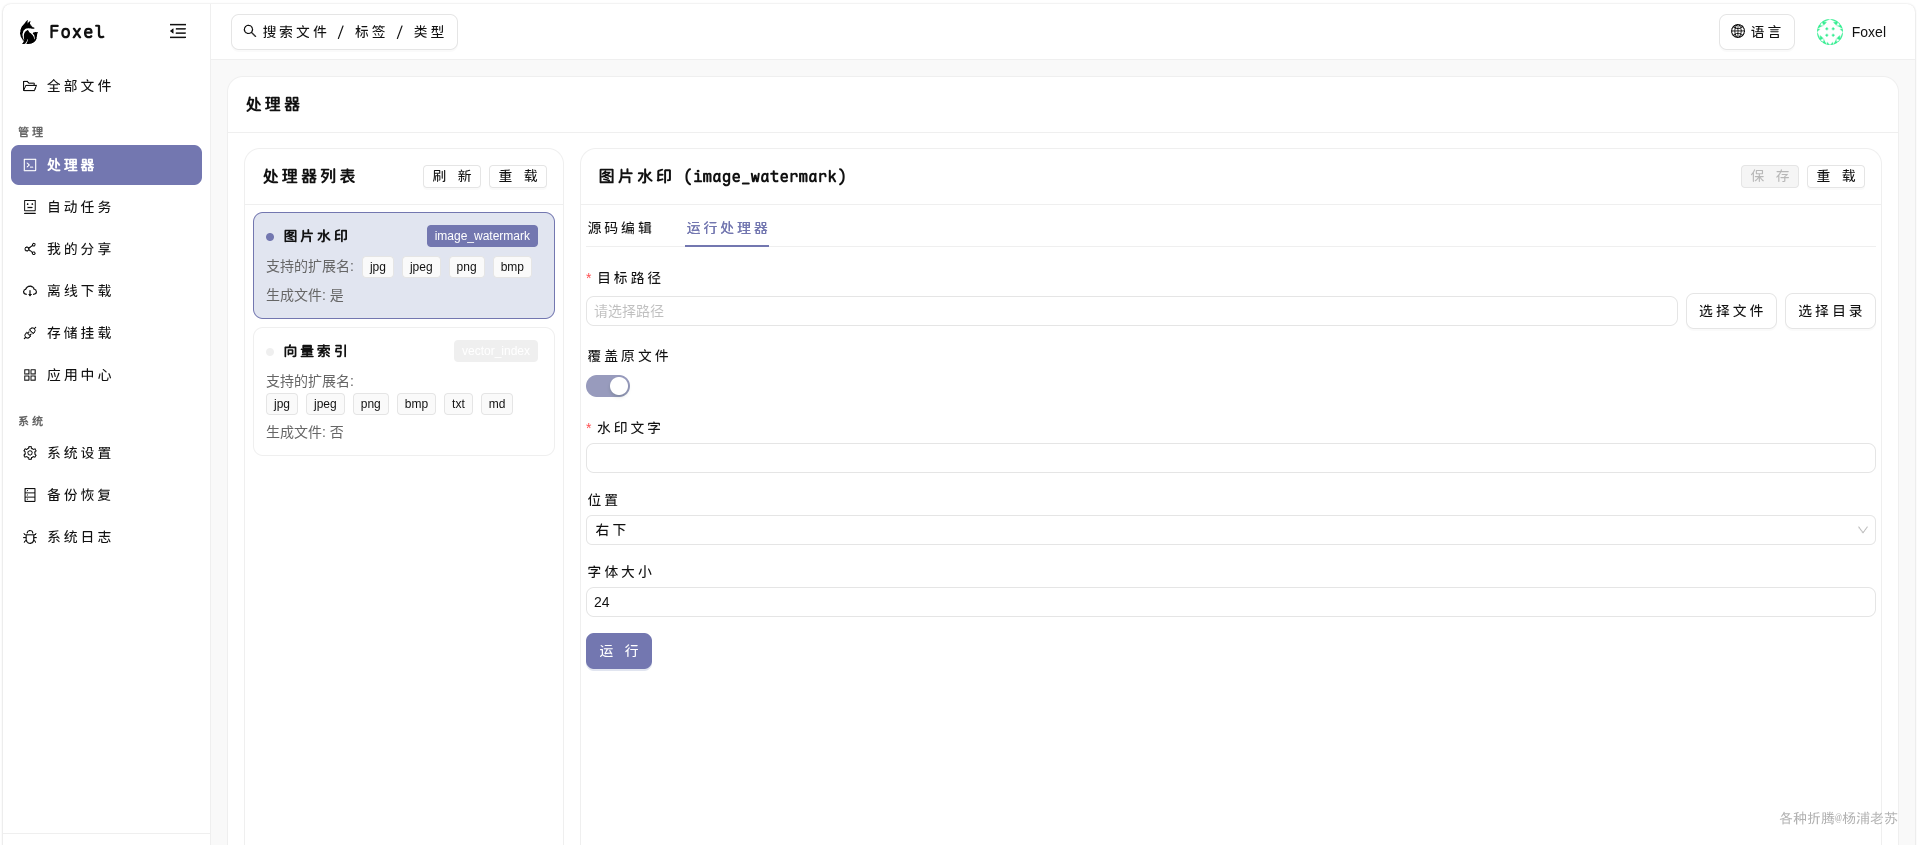 Foxel
搜索文件 / 标签 / 类型
语言
Foxel
全部文件
管理
处理器
自动任务
我的分享
离线下载
存储挂载
应用中心
系统
系统设置
备份恢复
系统日志
处理器
处理器列表
刷 新
重 载
图片水印
image_watermark
支持的扩展名: jpg jpeg png bmp
生成文件: 是
向量索引
vector_index
支持的扩展名:
jpg jpeg png bmp txt md
生成文件: 否
图片水印 (image_watermark)
保 存
重 载
源码编辑
运行处理器
* 目标路径
请选择路径
选择文件
选择目录
覆盖原文件
* 水印文字
位置
右下
字体大小
24
运 行
各种折腾@杨浦老苏